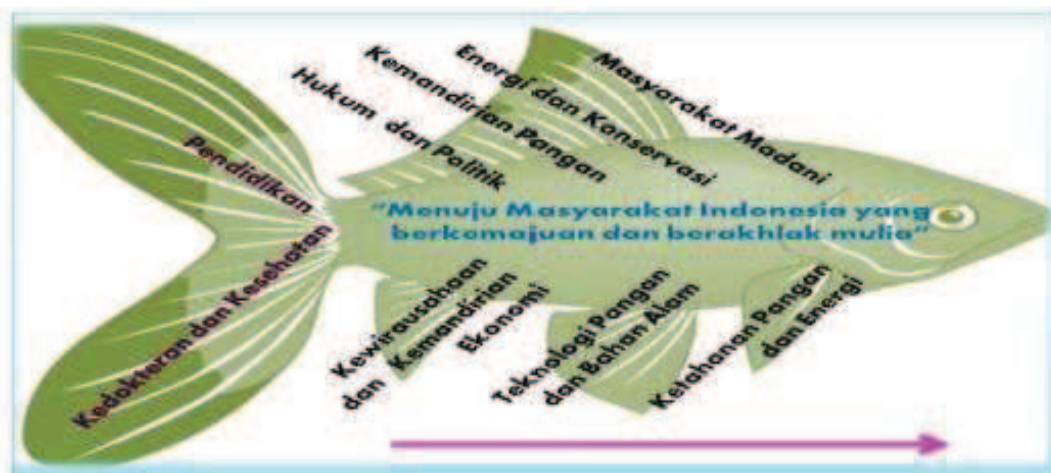 Pendidikan
Kedokteran dan Kesehatan
Hukum dan Politik
Kemandirian Pangan
Energi dan Konservasi
Masyarakat Madani
"Menuju Masyarakat Indonesia yang
berkemajuan dan berakhlak mulia"
Kewirausahaan
dan Kemandirian
Ekonomi
Teknologi Pangan
dan Bahan Alam
Ketahanan Pangan
dan Energi